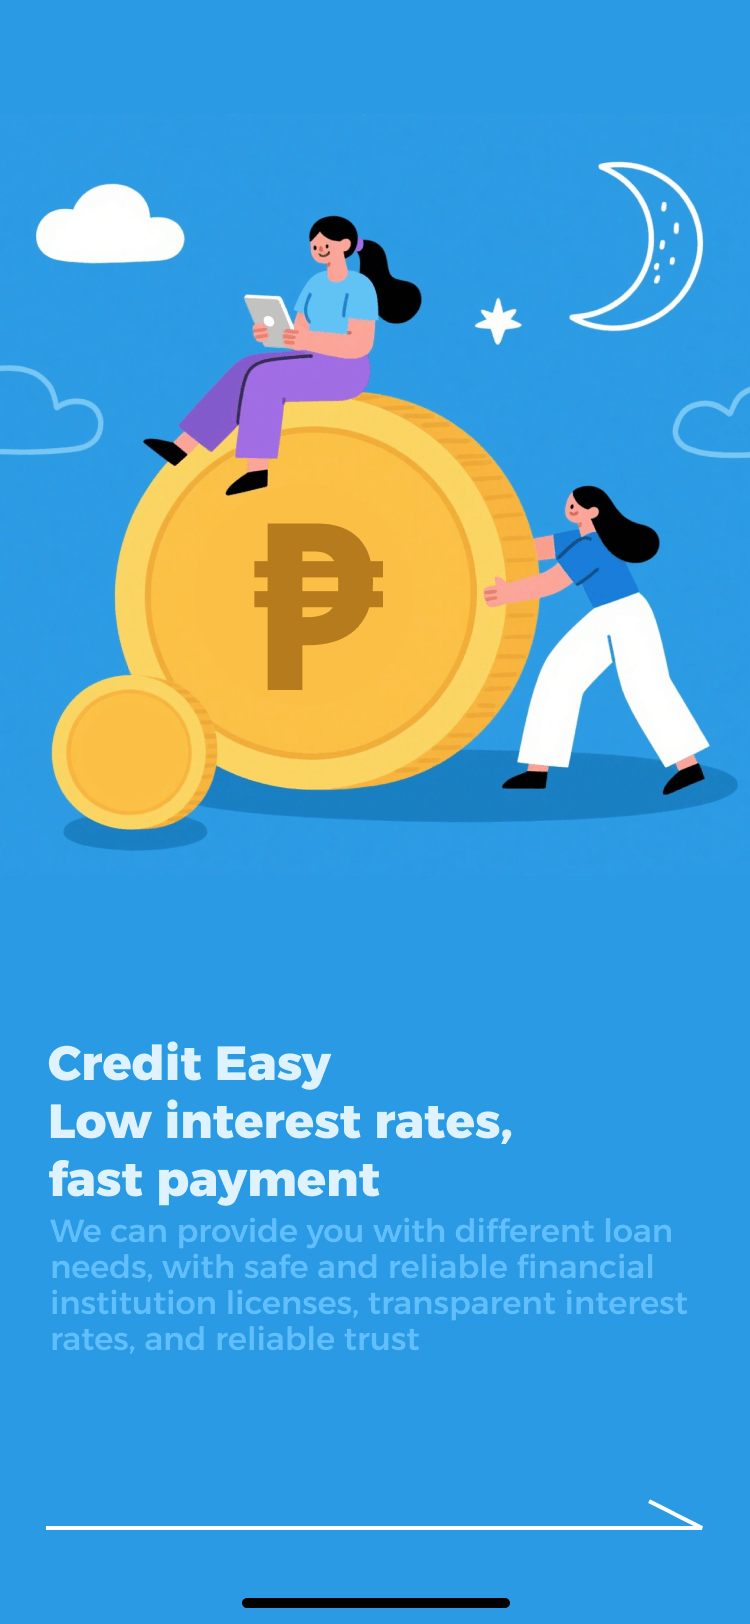 ₱
Credit Easy
Low interest rates,
fast payment
We can provide you with different loan
needs, with safe and reliable financial
institution licenses, transparent interest
rates, and reliable trust